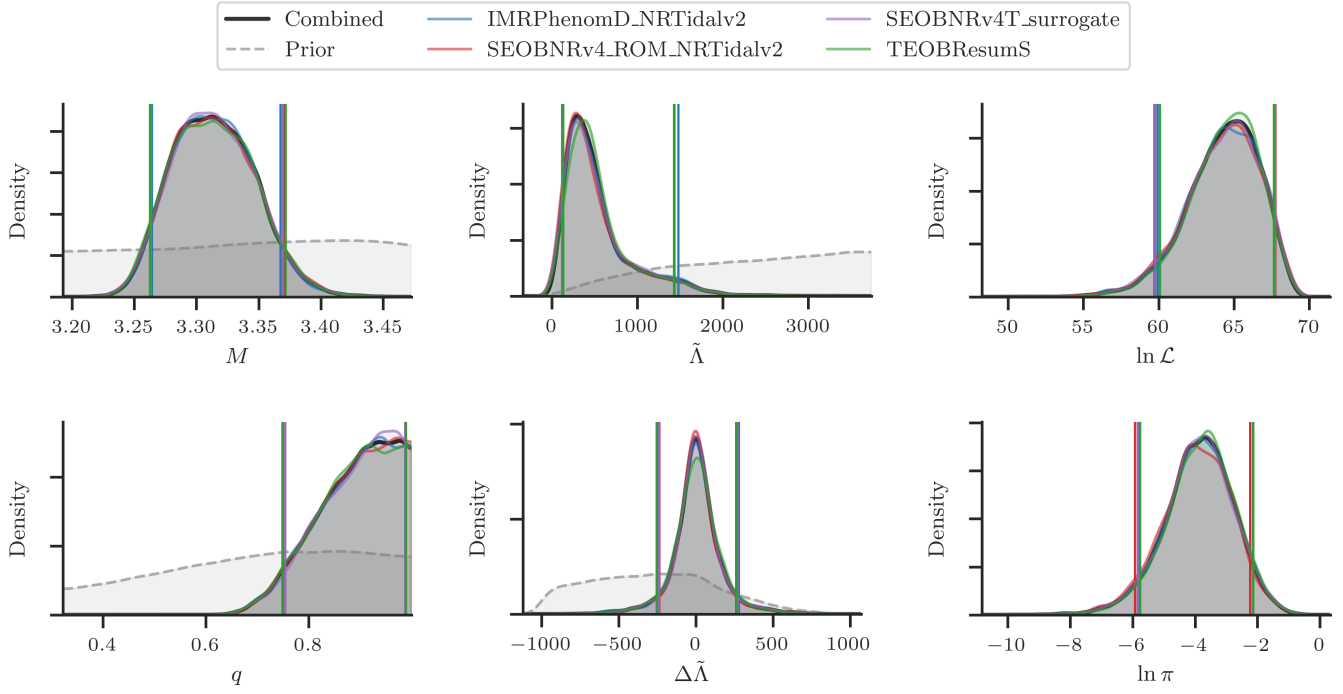 Combined IMRPhenomD_NRTidalv2 SEOBNRv4T_surrogate
Prior SEOBNRv4_ROM_NRTidalv2 TEOBResumS
Density
3.20 3.25 3.30 3.35 3.40 3.45
M
Density
0 1000 2000 3000
Λ̃
Density
50 55 60 65 70
ln ℒ
Density
0.4 0.6 0.8
q
Density
−1000 −500 0 500 1000
ΔΛ̃
Density
−10 −8 −6 −4 −2 0
ln π